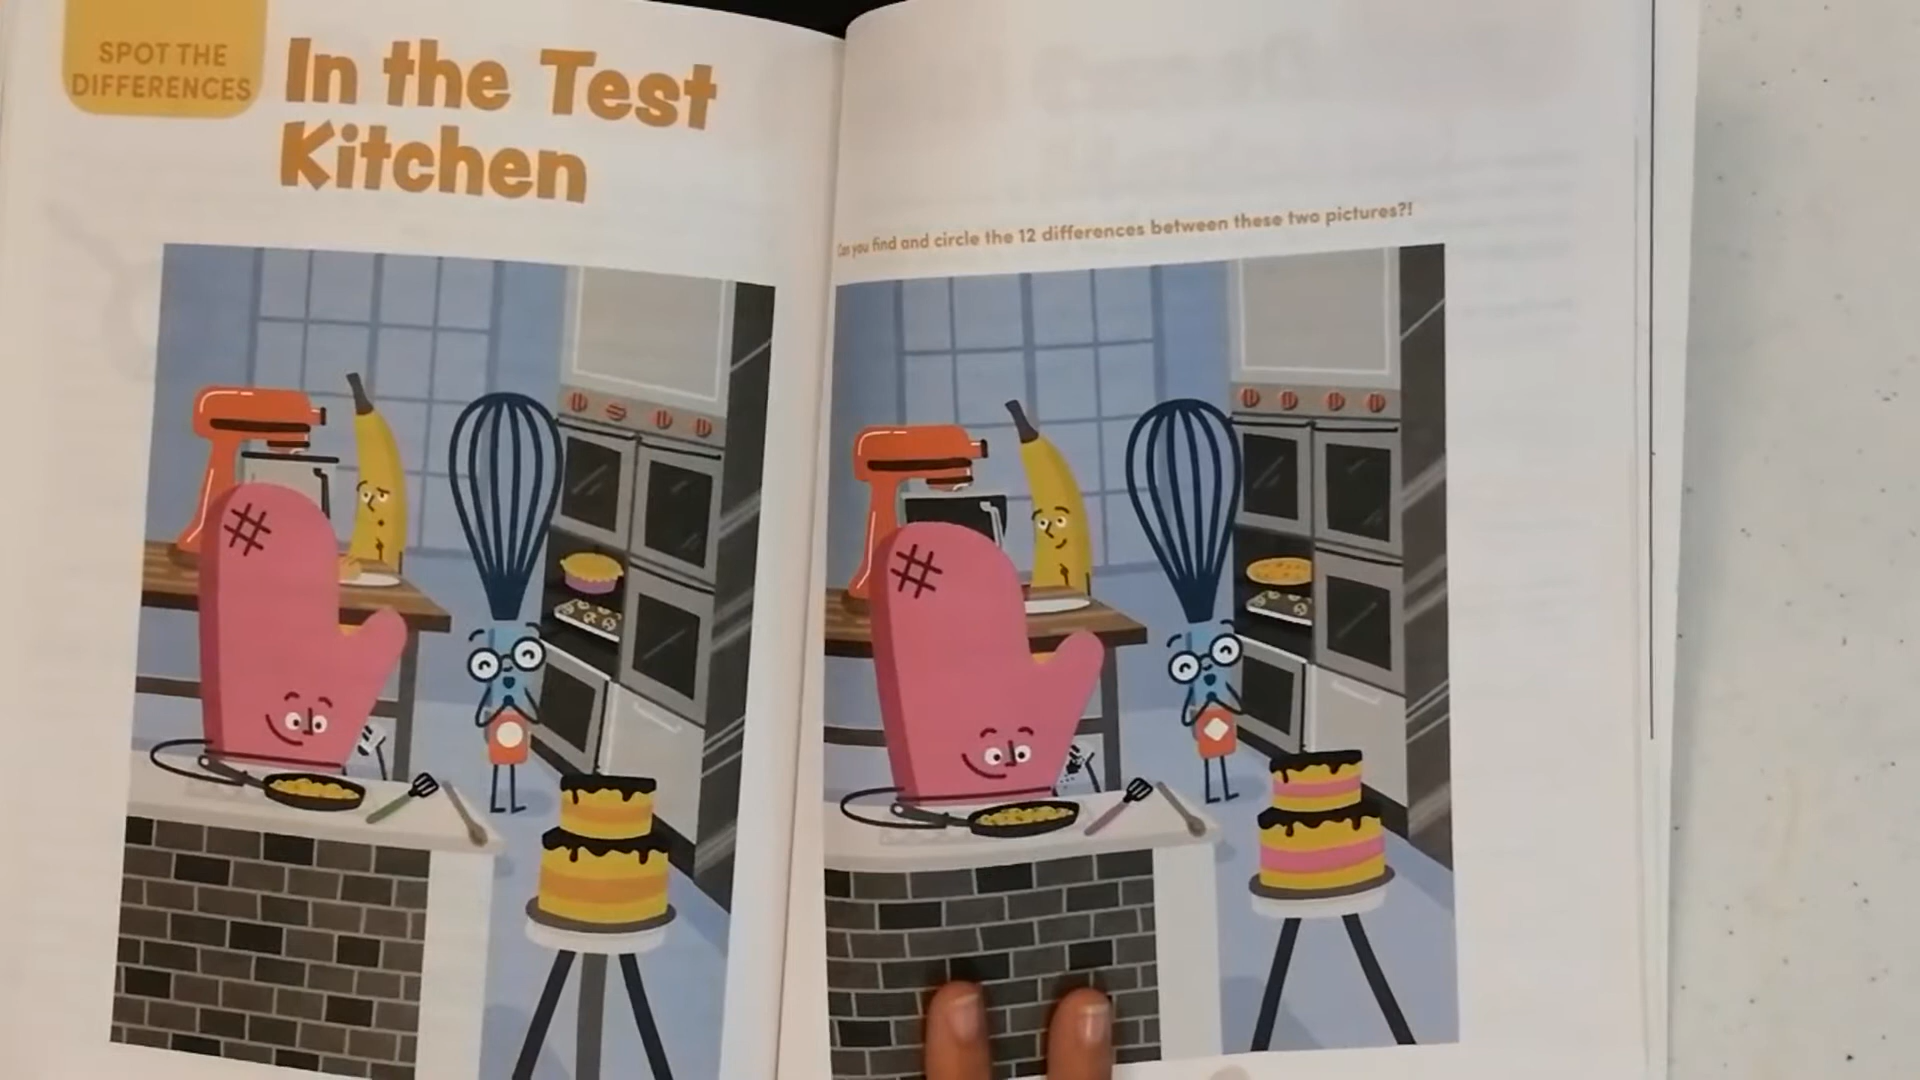 SPOT THE
DIFFERENCES
In the Test
Kitchen
Can you find and circle the 12 differences between these two pictures?!